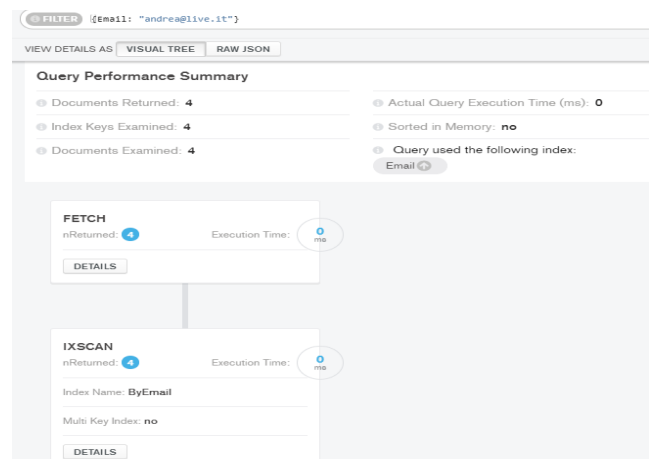 FILTER {Email: "andrea@live.it"}
VIEW DETAILS AS VISUAL TREE RAW JSON
Query Performance Summary
Documents Returned: 4
Actual Query Execution Time (ms): 0
Index Keys Examined: 4
Sorted in Memory: no
Documents Examined: 4
Query used the following index:
Email
FETCH
nReturned: 4 Execution Time: 0 ms
DETAILS
IXSCAN
nReturned: 4 Execution Time: 0 ms
Index Name: ByEmail
Multi Key Index: no
DETAILS